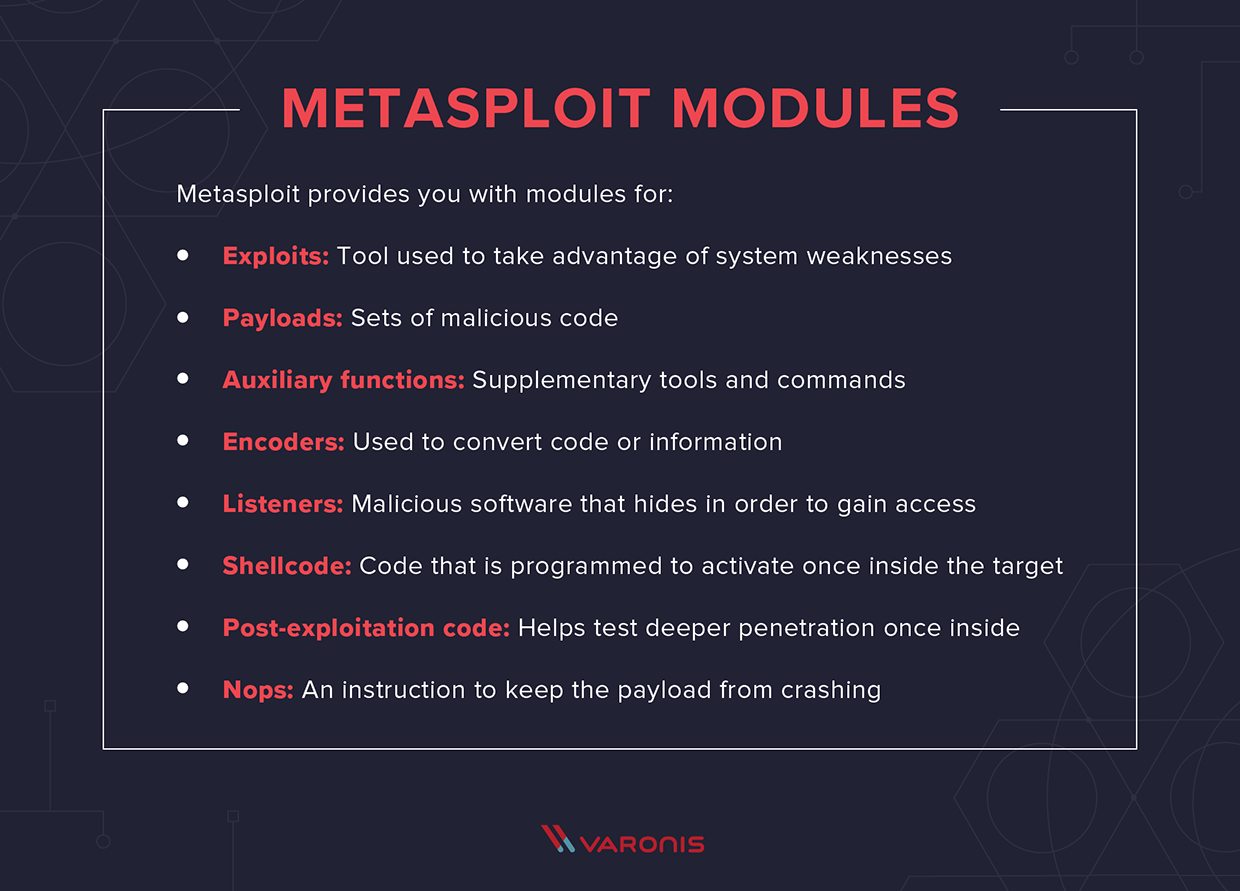 METASPLOIT MODULES
Metasploit provides you with modules for:
• Exploits: Tool used to take advantage of system weaknesses
• Payloads: Sets of malicious code
• Auxiliary functions: Supplementary tools and commands
• Encoders: Used to convert code or information
• Listeners: Malicious software that hides in order to gain access
• Shellcode: Code that is programmed to activate once inside the target
• Post-exploitation code: Helps test deeper penetration once inside
• Nops: An instruction to keep the payload from crashing
VARONIS